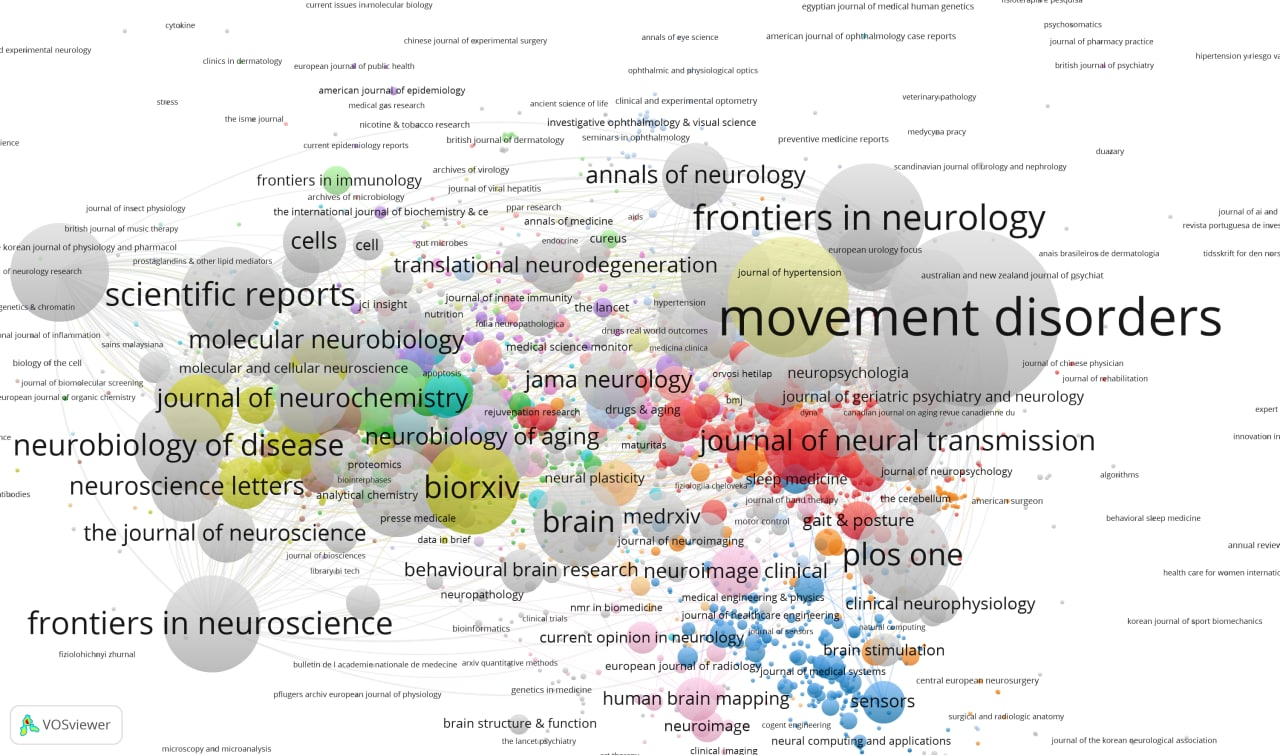 current issues in molecular biology
egyptian journal of medical human genetics
cytokine
psychosomatics
american journal of ophthalmology case reports
annals of eye science
chinese journal of experimental surgery
journal of pharmacy practice
d experimental neurology
hipertension y riesgo va
clinics in dermatology
european journal of public health
british journal of psychiatry
ophthalmic and physiological optics
american journal of epidemiology
veterinary pathology
stress
medical gas research
ancient science of life
clinical and experimental optometry
the isme journal
nicotine & tobacco research
investigative ophthalmology & visual science
medycyna pracy
ience
current epidemiology reports
british journal of dermatology
seminars in ophthalmology
preventive medicine reports
duazary
archives of virology
annals of neurology
scandinavian journal of urology and nephrology
frontiers in immunology
journal of viral hepatitis
archives of microbiology
journal of insect physiology
the international journal of biochemistry & ce
ppar research
annals of medicine
aids
frontiers in neurology
journal of ai and
british journal of music therapy
revista portuguesa de inves
korean journal of physiology and pharmacol
cells
cell
gut microbes
endocrine
cureus
european urology focus
anais brasileiros de dermatologia
tidsskrift for den nors
prostaglandins & other lipid mediators
of neurology research
translational neurodegeneration
journal of hypertension
australian and new zealand journal of psychiat
genetics & chromatin
scientific reports
jci insight
journal of innate immunity
the lancet
hypertension
nutrition
folia neuropathologica
drugs real world outcomes
movement disorders
nal journal of inflammation
sains malaysiana
molecular neurobiology
medical science monitor
medicina clinica
biology of the cell
molecular and cellular neuroscience
apoptosis
jama neurology
orvosi hetilap
neuropsychologia
journal of chinese physician
journal of rehabilitation
journal of biomolecular screening
european journal of organic chemistry
journal of neurochemistry
rejuvenation research
drugs & aging
bmj
journal of geriatric psychiatry and neurology
dyna
canadian journal on aging revue canadienne du
expert
nce
neurobiology of disease
neurobiology of aging
maturitas
journal of neural transmission
innovation in
proteomics
biointerphases
neural plasticity
sleep medicine
journal of neuropsychology
algorithms
neuroscience letters
analytical chemistry
biorxiv
fiziologiia cheloveka
tibodies
journal of hand therapy
the cerebellum
american surgeon
presse medicale
brain
medrxiv
motor control
gait & posture
behavioral sleep medicine
the journal of neuroscience
data in brief
journal of neuroimaging
annual review
journal of biosciences
plos one
library hi tech
behavioural brain research
neuroimage clinical
health care for women internatio
neuropathology
medical engineering & physics
nmr in biomedicine
clinical neurophysiology
clinical trials
journal of healthcare engineering
frontiers in neuroscience
bioinformatics
current opinion in neurology
journal of sensors
natural computing
korean journal of sport biomechanics
fiziolohichnyi zhurnal
brain stimulation
bulletin de l academie nationale de medecine
arxiv quantitative methods
european journal of radiology
journal of medical systems
central european neurosurgery
pflugers archiv european journal of physiology
genetics in medicine
human brain mapping
sensors
surgical and radiologic anatomy
VOSviewer
brain structure & function
neuroimage
cogent engineering
microscopy and microanalysis
the lancet psychiatry
neural computing and applications
journal of the korean neurological association
clinical imaging